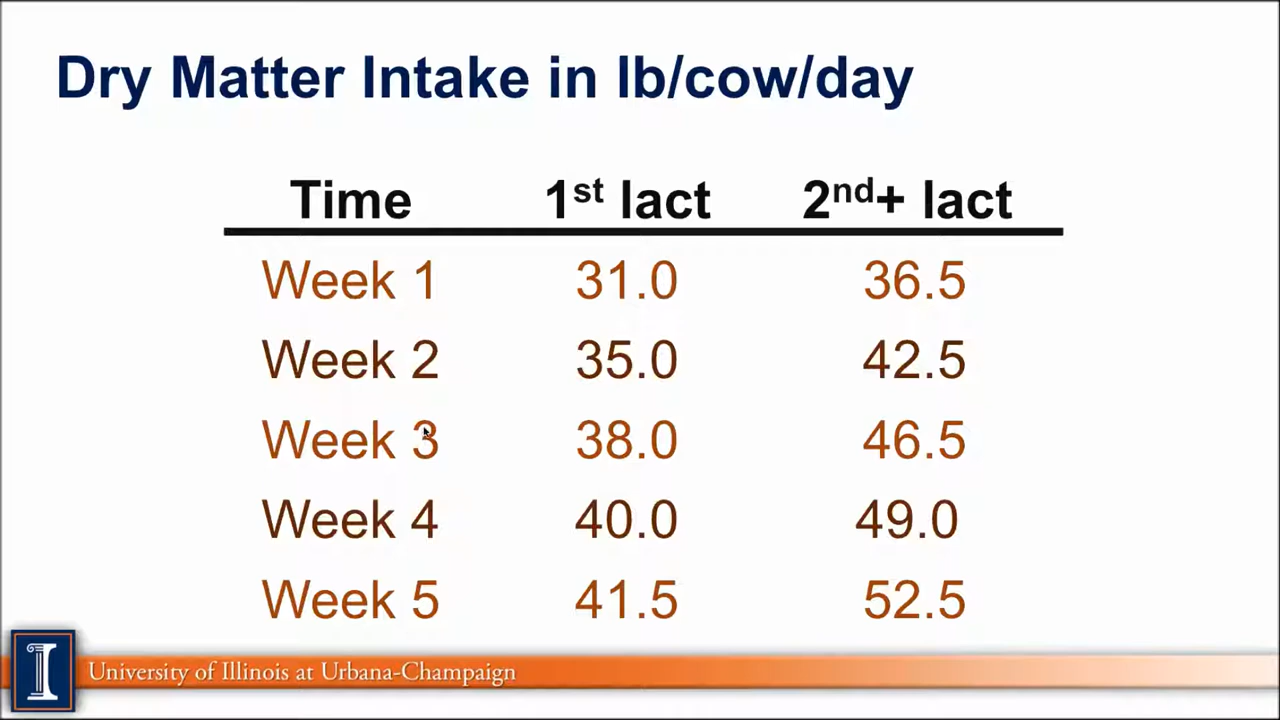 Dry Matter Intake in lb/cow/day
Time 1st lact 2nd+ lact
Week 1 31.0 36.5
Week 2 35.0 42.5
Week 3 38.0 46.5
Week 4 40.0 49.0
Week 5 41.5 52.5
I University of Illinois at Urbana-Champaign